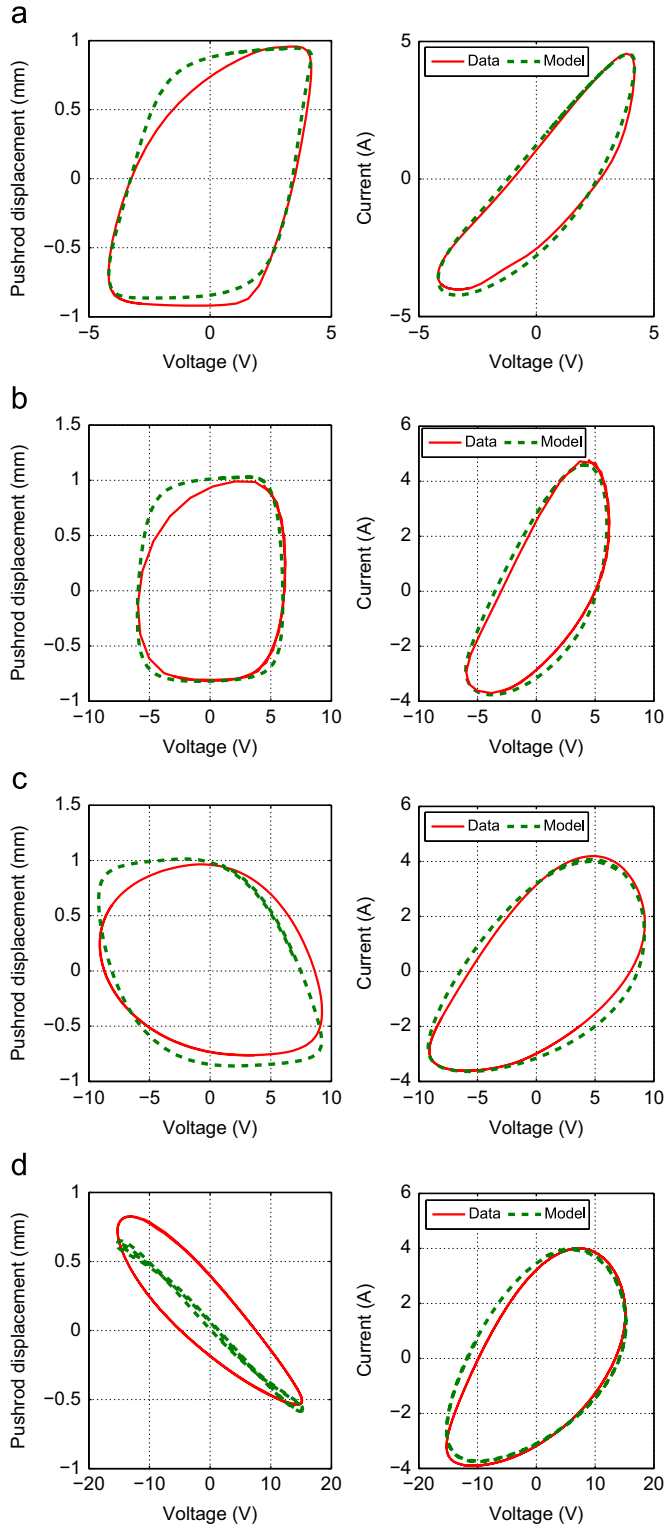 a
Pushrod displacement (mm)
1
0.5
0
−0.5
−1
−5
0
5
Voltage (V)
Current (A)
5
0
−5
−5
0
5
Voltage (V)
Data
Model
b
Pushrod displacement (mm)
1.5
1
0.5
0
−0.5
−1
−10
−5
0
5
10
Voltage (V)
Current (A)
6
4
2
0
−2
−4
−10
−5
0
5
10
Voltage (V)
Data
Model
c
Pushrod displacement (mm)
1.5
1
0.5
0
−0.5
−1
−10
−5
0
5
10
Voltage (V)
Current (A)
6
4
2
0
−2
−4
−10
−5
0
5
10
Voltage (V)
Data
Model
d
Pushrod displacement (mm)
1
0.5
0
−0.5
−1
−20
−10
0
10
20
Voltage (V)
Current (A)
6
4
2
0
−2
−4
−20
−10
0
10
20
Voltage (V)
Data
Model